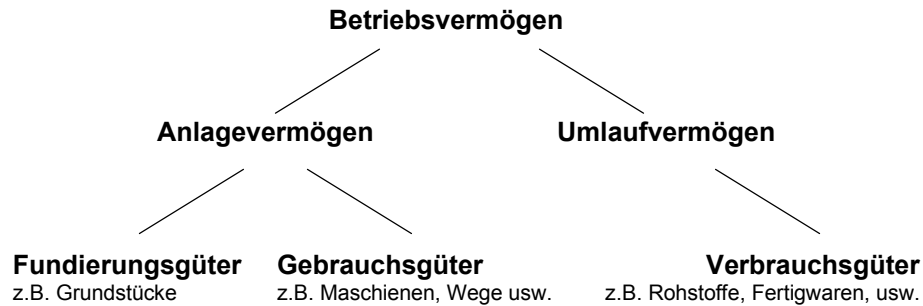 Betriebsvermögen
Anlagevermögen
Umlaufvermögen
Fundierungsgüter
z.B. Grundstücke
Gebrauchsgüter
z.B. Maschienen, Wege usw.
Verbrauchsgüter
z.B. Rohstoffe, Fertigwaren, usw.